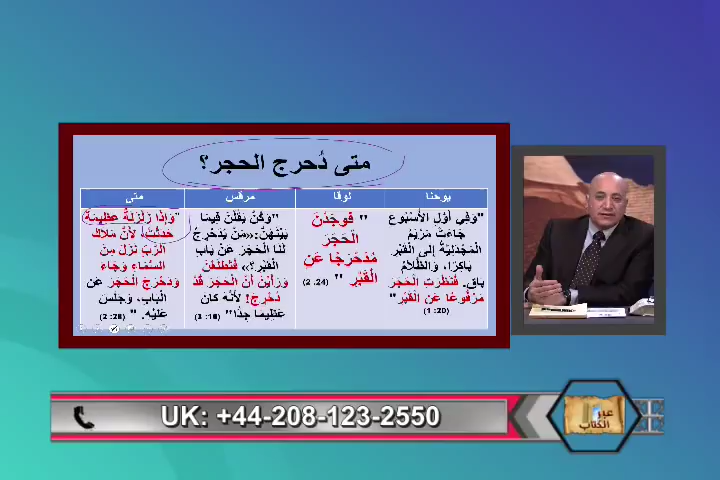 متى دُحرج الحجر؟
يوحنا
لوقا
مرقس
متى
"وَفِي أَوَّلِ الأُسْبُوعِ
جَاءَتْ مَرْيَمُ
الْمَجْدَلِيَّةُ إِلَى الْقَبْرِ
بَاكِرًا، وَالظَّلاَمُ
بَاق. فَنَظَرَتِ الْحَجَرَ
مَرْفُوعًا عَنِ الْقَبْرِ"
(20: 1)
" فَوَجَدْنَ
الْحَجَرَ
مُدَحْرَجًا عَنِ
الْقَبْرِ " (24: 2)
"وَكُنَّ يَقُلْنَ فِيمَا
بَيْنَهُنَّ:«مَنْ يُدَحْرِجُ
لَنَا الْحَجَرَ عَنْ بَابِ
الْقَبْرِ؟» فَتَطَلَّعْنَ
وَرَأَيْنَ أَنَّ الْحَجَرَ قَدْ
دُحْرِجَ! لأَنَّهُ كَانَ
عَظِيمًا جِدًّا" (16: 3)
"وَإِذَا زَلْزَلَةٌ عَظِيمَةٌ
حَدَثَتْ، لأَنَّ مَلاَكَ
الرَّبِّ نَزَلَ مِنَ
السَّمَاءِ وَجَاءَ
وَدَحْرَجَ الْحَجَرَ عَنِ
الْبَابِ، وَجَلَسَ
عَلَيْهِ. " (28: 2)
UK: +44-208-123-2550
عبر
الكتاب